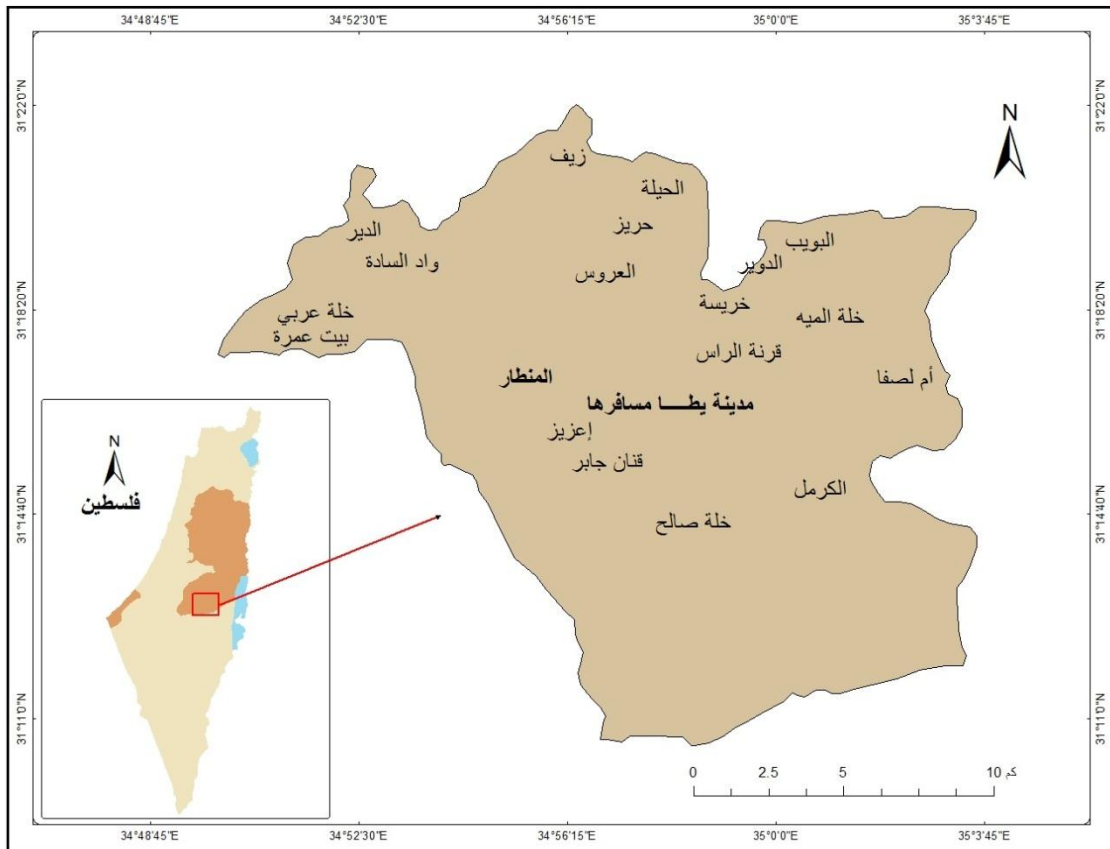 34°48'45"E
34°52'30"E
34°56'15"E
35°0'0"E
35°3'45"E
31°22'0"N
31°22'0"N
N
زيف
الحيلة
حريز
البويب
الدير
الدوير
واد السادة
العروس
خريسة
خلة عربي
خلة الميه
31°18'20"N
31°18'20"N
بيت عمرة
قرنة الراس
المنطار
أم لصفا
مدينة يطـــــا مسافرها
إعزيز
قنان جابر
الكرمل
خلة صالح
N
فلسطين
31°14'40"N
31°14'40"N
31°11'0"N
31°11'0"N
0 2.5 5 10 كم
34°48'45"E
34°52'30"E
34°56'15"E
35°0'0"E
35°3'45"E